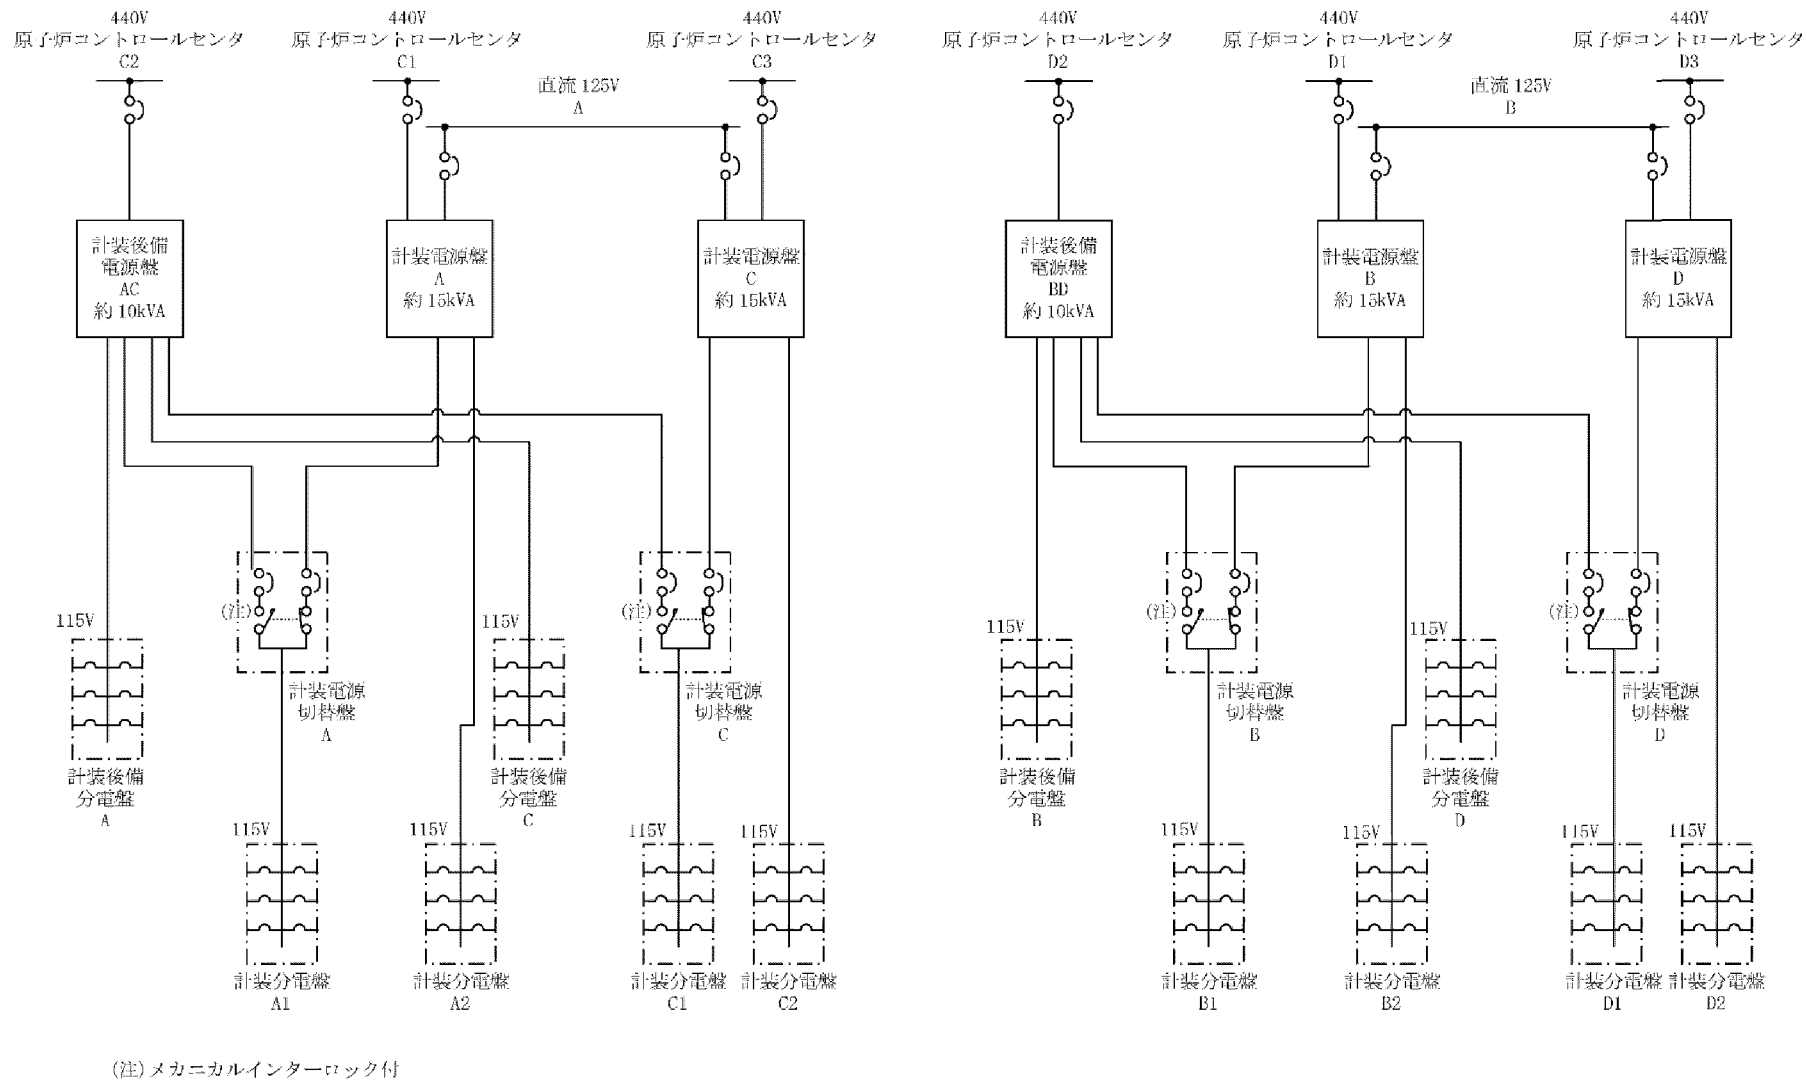 440V
原子炉コントロールセンタ
C2
440V
原子炉コントロールセンタ
C1
440V
原子炉コントロールセンタ
C3
440V
原子炉コントロールセンタ
D2
440V
原子炉コントロールセンタ
D1
440V
原子炉コントロールセンタ
D3
直流 125V
A
直流 125V
B
計装後備
電源盤
AC
約 10kVA
計装電源盤
A
約 15kVA
計装電源盤
C
約 15kVA
計装後備
電源盤
BD
約 10kVA
計装電源盤
B
約 15kVA
計装電源盤
D
約 15kVA
(注)
(注)
(注)
(注)
115V
115V
115V
115V
計装電源
切替盤
A
計装電源
切替盤
C
計装電源
切替盤
B
計装電源
切替盤
D
計装後備
分電盤
A
計装後備
分電盤
C
計装後備
分電盤
B
計装後備
分電盤
D
115V
115V
115V
115V
115V
115V
115V
115V
計装分電盤
A1
計装分電盤
A2
計装分電盤
C1
計装分電盤
C2
計装分電盤
B1
計装分電盤
B2
計装分電盤
D1
計装分電盤
D2
(注)メカニカルインターロック付